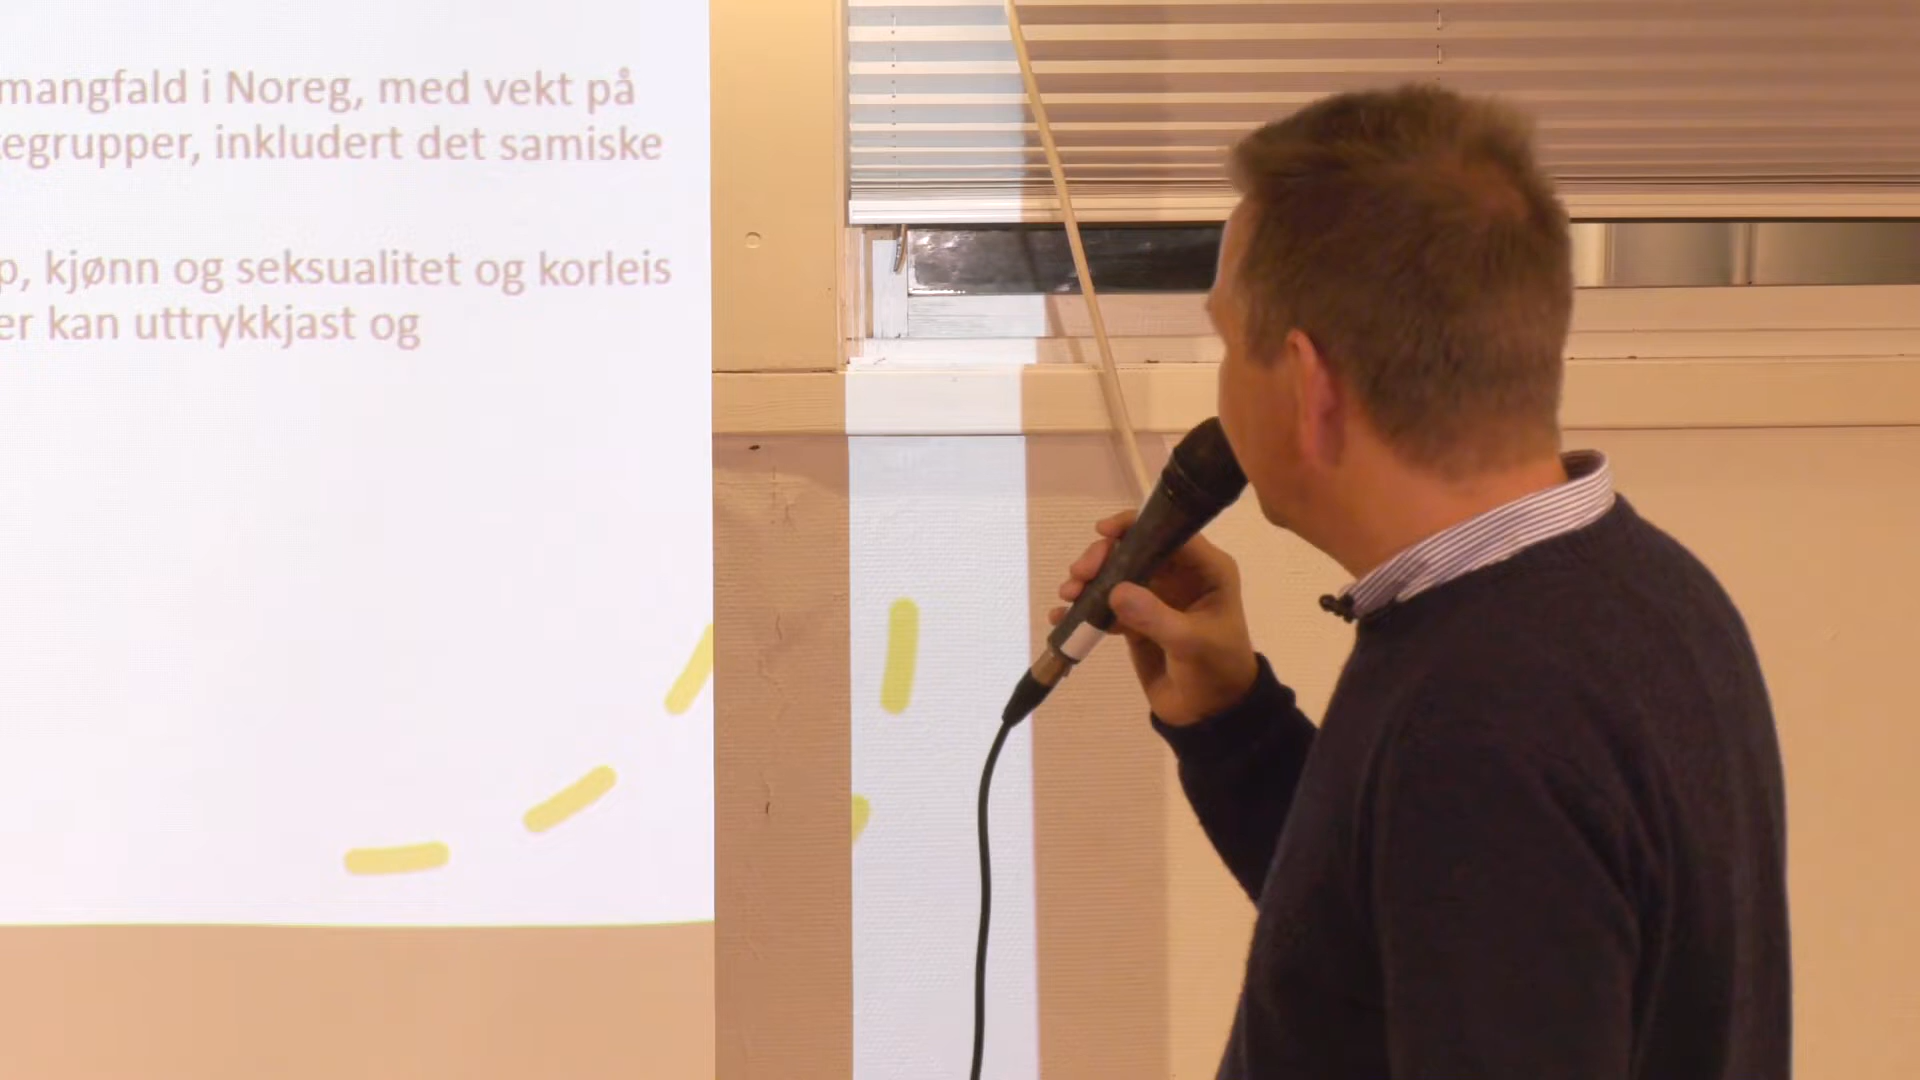 mangfald i Noreg, med vekt på
egrupper, inkludert det samiske
p, kjønn og seksualitet og korleis
er kan uttrykkjast og